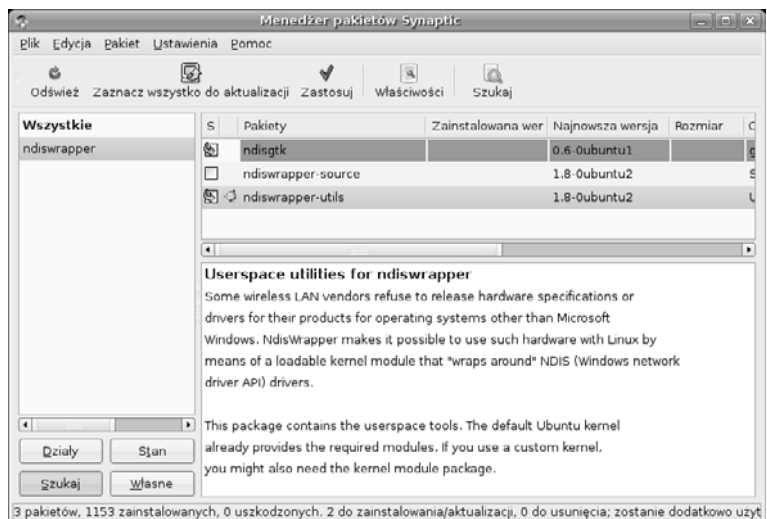 Menedżer pakietów Synaptic
Plik Edycja Pakiet Ustawienia Pomoc
Odśwież Zaznacz wszystko do aktualizacji Zastosuj Właściwości Szukaj
Wszystkie
ndiswrapper
S Pakiety Zainstalowana wer Najnowsza wersja Rozmiar
ndisgtk 0.6-0ubuntu1
ndiswrapper-source 1.8-0ubuntu2
ndiswrapper-utils 1.8-0ubuntu2
Userspace utilities for ndiswrapper
Some wireless LAN vendors refuse to release hardware specifications or
drivers for their products for operating systems other than Microsoft
Windows. NdisWrapper makes it possible to use such hardware with Linux by
means of a loadable kernel module that "wraps around" NDIS (Windows network
driver API) drivers.
This package contains the userspace tools. The default Ubuntu kernel
already provides the required modules. If you use a custom kernel,
you might also need the kernel module package.
Działy Stan
Szukaj Własne
3 pakietów, 1153 zainstalowanych, 0 uszkodzonych. 2 do zainstalowania/aktualizacji, 0 do usunięcia; zostanie dodatkowo użyt